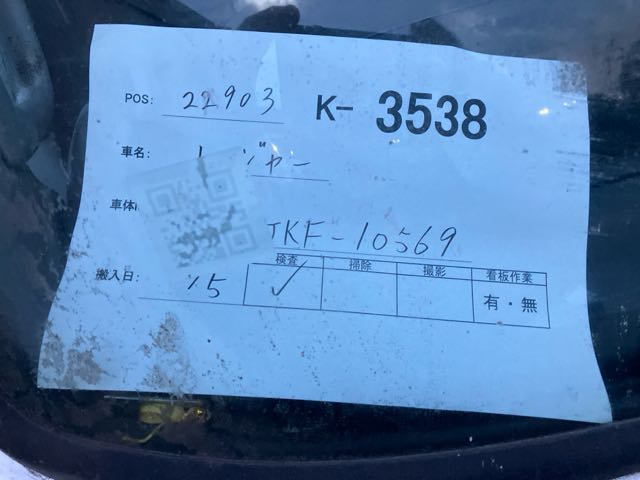 POS: 22903 K- 3538
車名: レジャー
車体 TKF-10569
検査 掃除 撮影 看板作業
搬入日: 15 ✓ 有・無